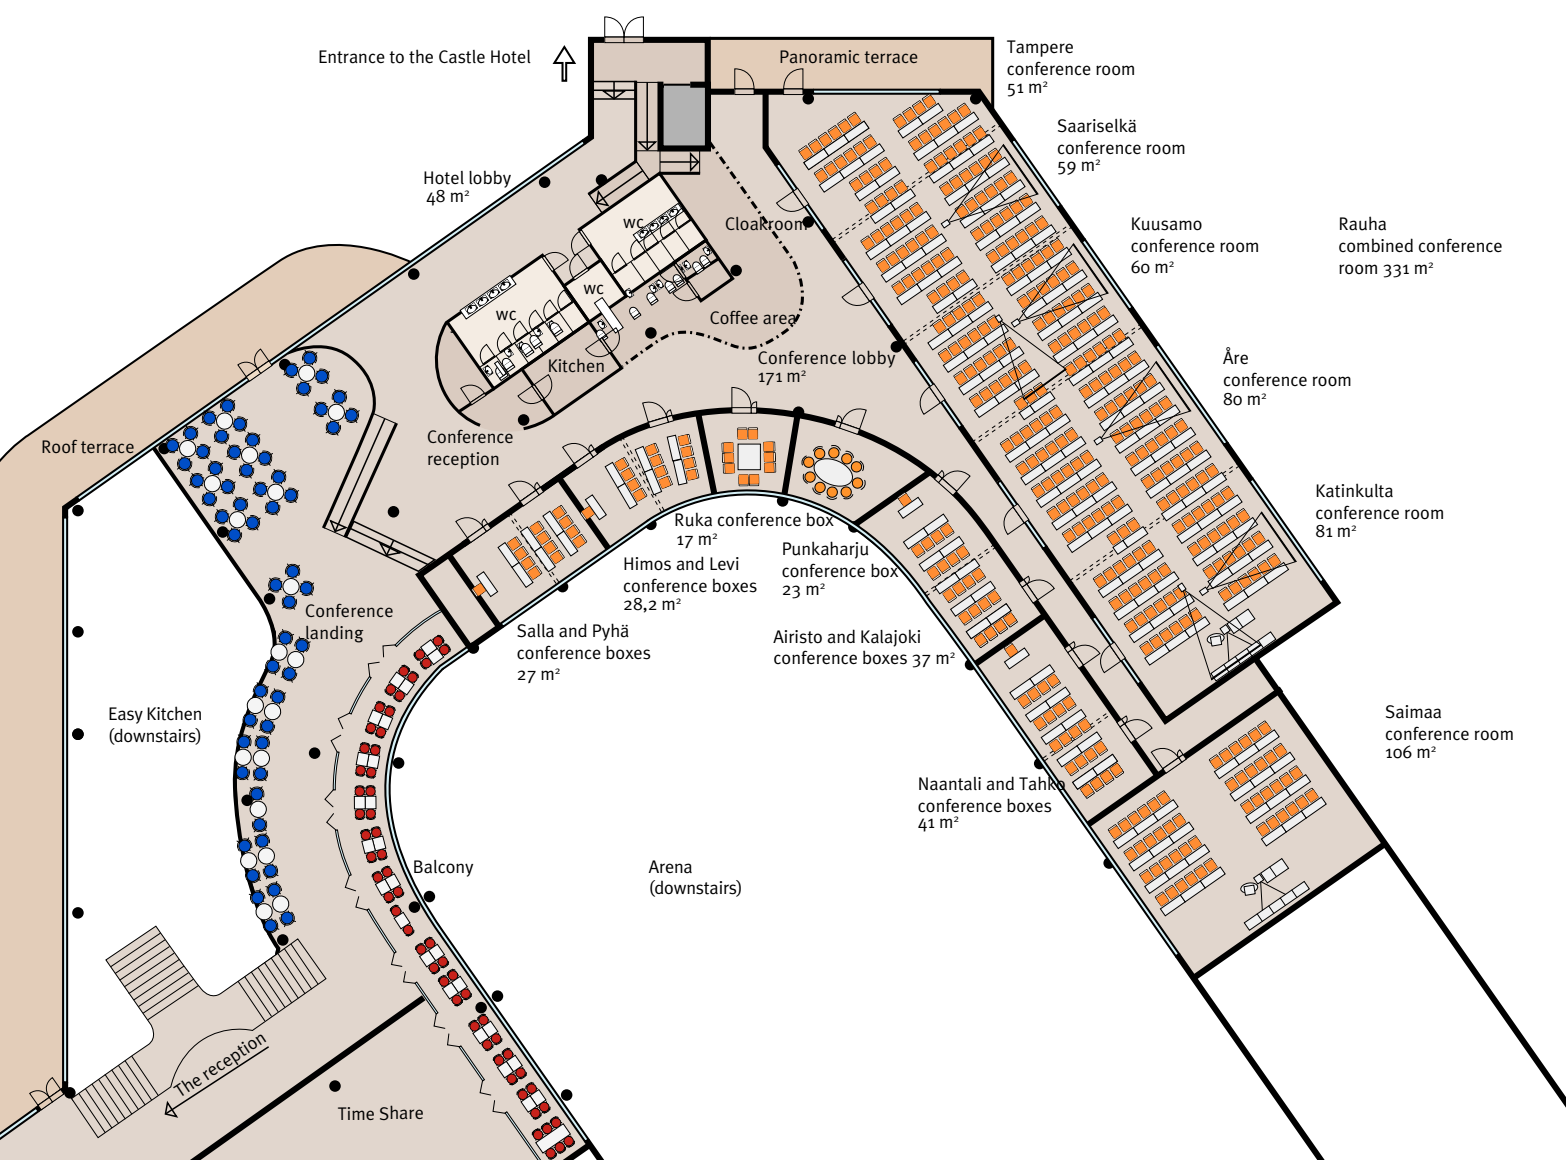 Entrance to the Castle Hotel
Panoramic terrace
Tampere
conference room
51 m²
Saariselkä
conference room
59 m²
Hotel lobby
48 m²
wc
Cloakroom
Kuusamo
conference room
60 m²
Rauha
combined conference
room 331 m²
wc
wc
Coffee area
Kitchen
Conference lobby
171 m²
Åre
conference room
80 m²
Roof terrace
Conference
reception
Katinkulta
conference room
81 m²
Ruka conference box
17 m²
Punkaharju
conference box
23 m²
Himos and Levi
conference boxes
28,2 m²
Conference
landing
Salla and Pyhä
conference boxes
27 m²
Airisto and Kalajoki
conference boxes 37 m²
Easy Kitchen
(downstairs)
Saimaa
conference room
106 m²
Naantali and Tahko
conference boxes
41 m²
Balcony
Arena
(downstairs)
The reception
Time Share